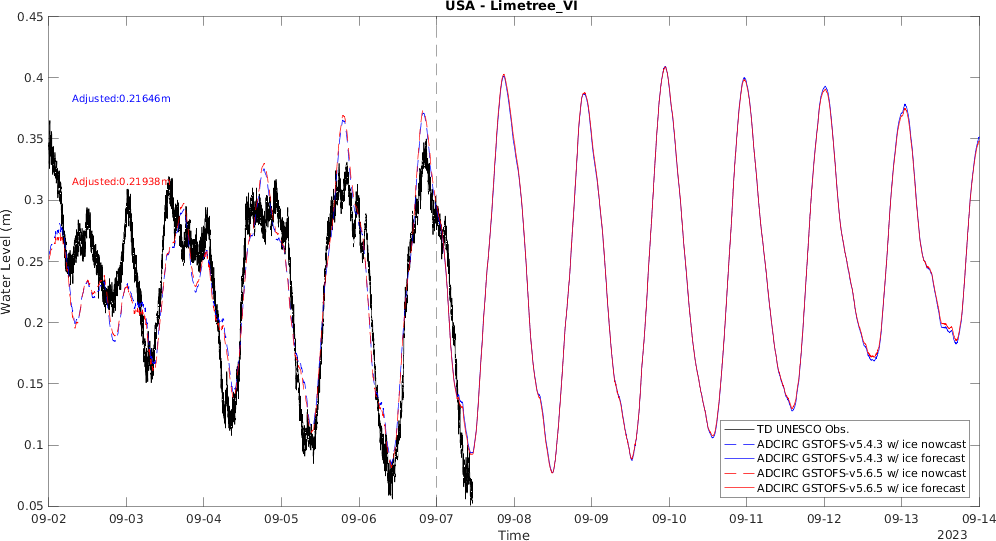 USA - Limetree_VI
Water Level (m)
0.45
0.4
0.35
0.3
0.25
0.2
0.15
0.1
0.05
Adjusted:0.21646m
Adjusted:0.21938m
TD UNESCO Obs.
ADCIRC GSTOFS-v5.4.3 w/ ice nowcast
ADCIRC GSTOFS-v5.4.3 w/ ice forecast
ADCIRC GSTOFS-v5.6.5 w/ ice nowcast
ADCIRC GSTOFS-v5.6.5 w/ ice forecast
09-02 09-03 09-04 09-05 09-06 09-07 09-08 09-09 09-10 09-11 09-12 09-13 09-14
Time
2023